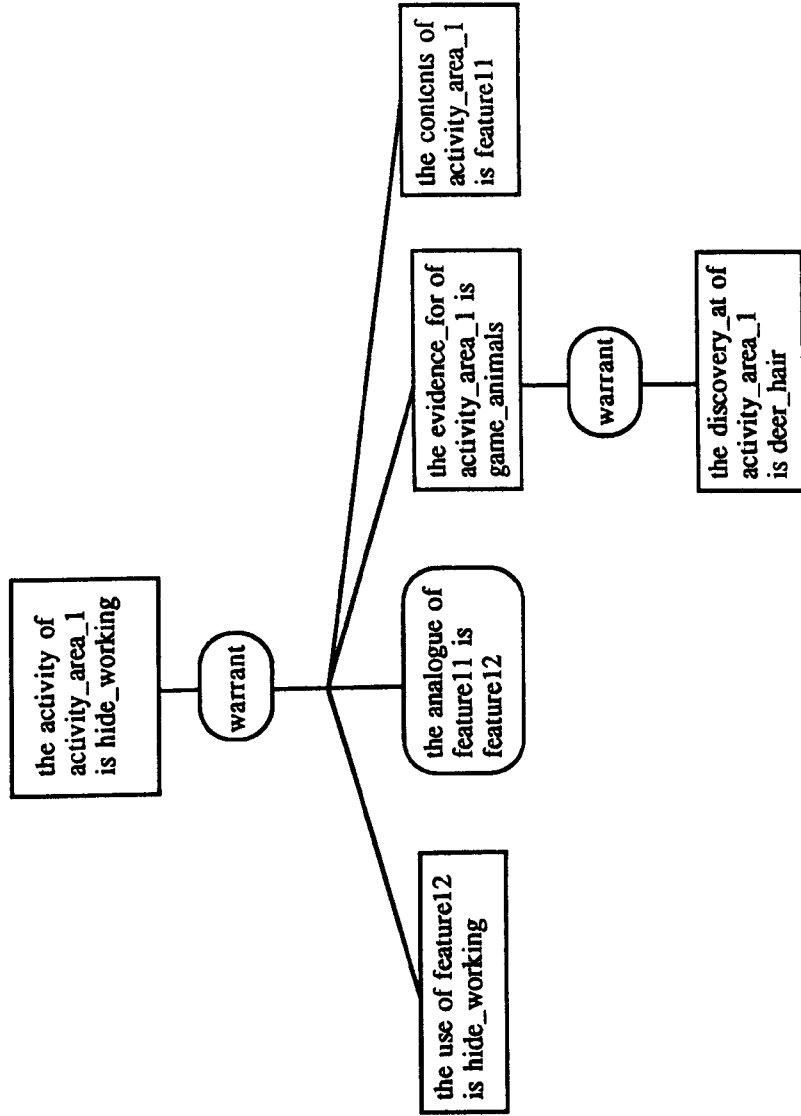 the activity of
activity_area_1
is hide_working
warrant
the use of feature12
is hide_working
the analogue of
feature11 is
feature12
the evidence_for of
activity_area_1 is
game_animals
the contents of
activity_area_1
is feature11
warrant
the discovery_at of
activity_area_1
is deer_hair